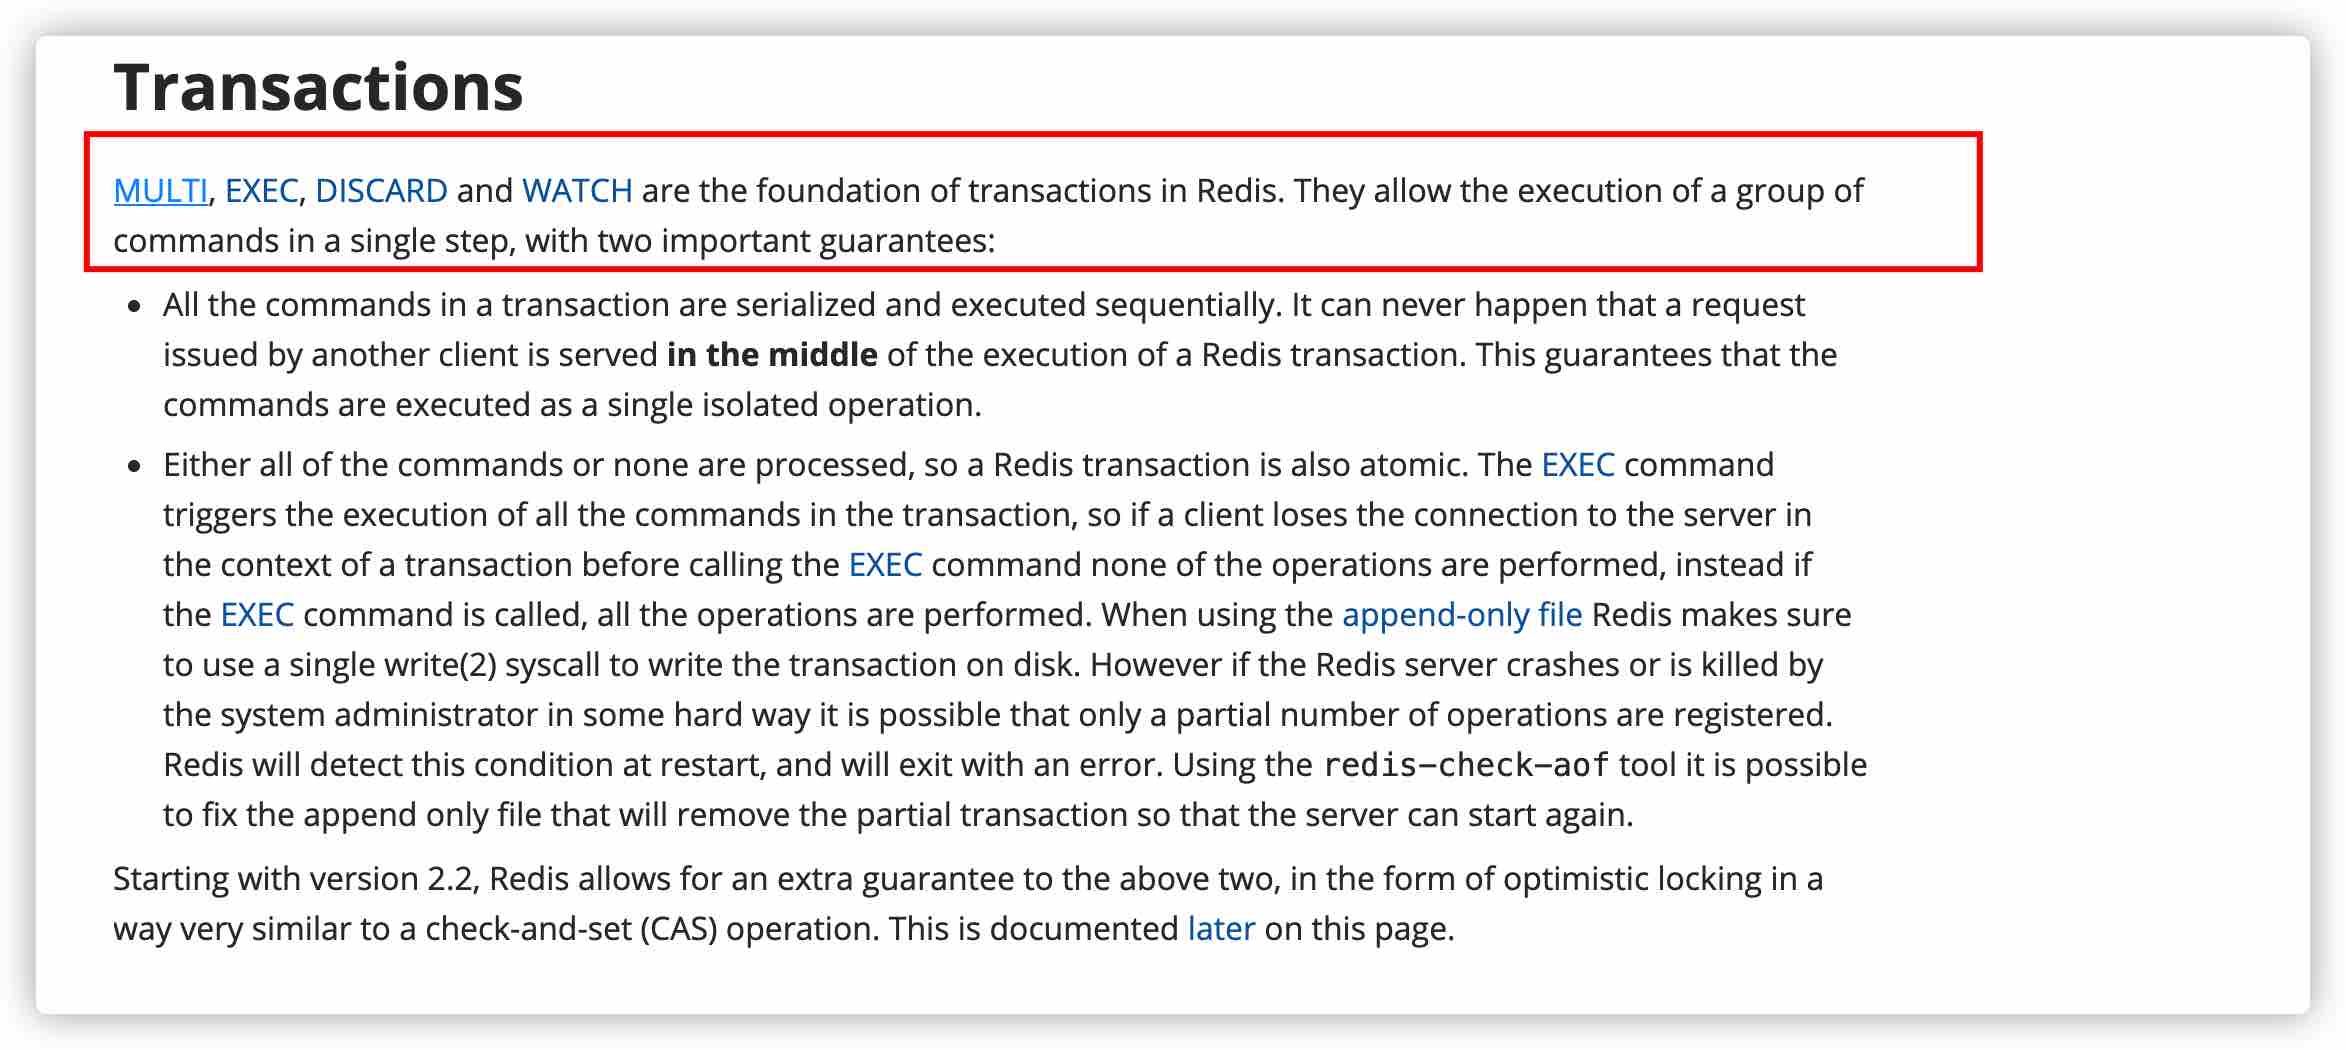 Transactions
MULTI, EXEC, DISCARD and WATCH are the foundation of transactions in Redis. They allow the execution of a group of
commands in a single step, with two important guarantees:
• All the commands in a transaction are serialized and executed sequentially. It can never happen that a request
issued by another client is served in the middle of the execution of a Redis transaction. This guarantees that the
commands are executed as a single isolated operation.
• Either all of the commands or none are processed, so a Redis transaction is also atomic. The EXEC command
triggers the execution of all the commands in the transaction, so if a client loses the connection to the server in
the context of a transaction before calling the EXEC command none of the operations are performed, instead if
the EXEC command is called, all the operations are performed. When using the append-only file Redis makes sure
to use a single write(2) syscall to write the transaction on disk. However if the Redis server crashes or is killed by
the system administrator in some hard way it is possible that only a partial number of operations are registered.
Redis will detect this condition at restart, and will exit with an error. Using the redis-check-aof tool it is possible
to fix the append only file that will remove the partial transaction so that the server can start again.
Starting with version 2.2, Redis allows for an extra guarantee to the above two, in the form of optimistic locking in a
way very similar to a check-and-set (CAS) operation. This is documented later on this page.